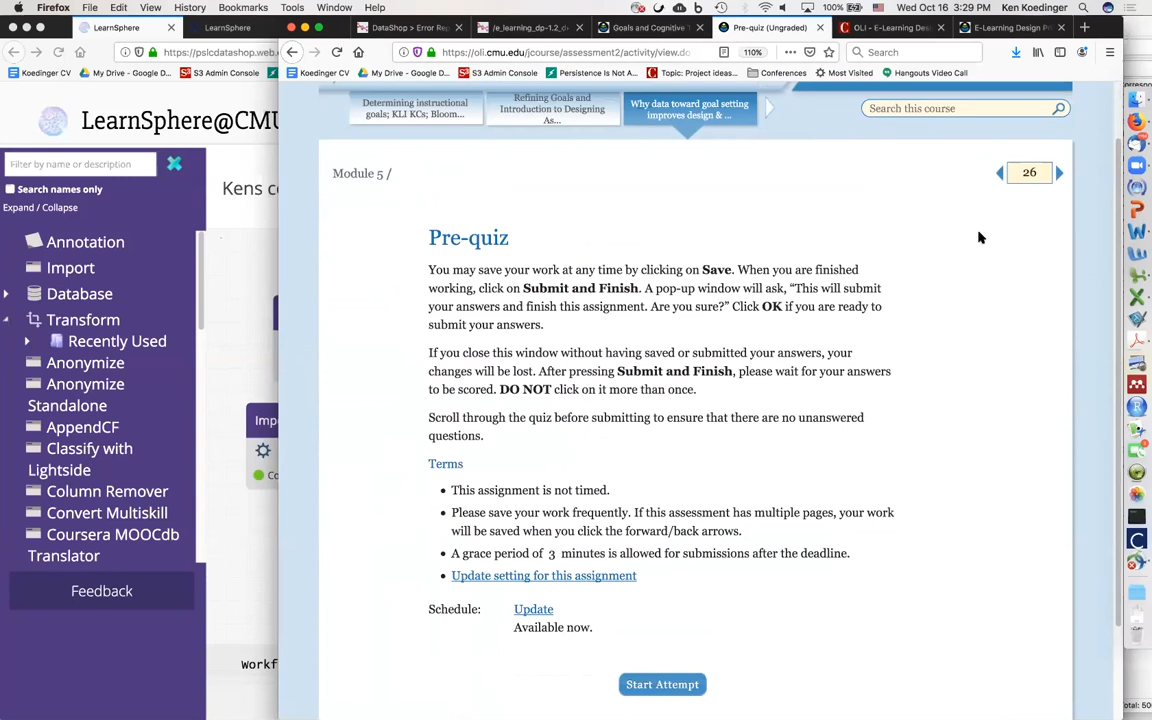 Firefox File Edit View History Bookmarks Tools Window Help 100% Wed Oct 16 3:29 PM Ken Koedinger
LearnSphere LearnSphere
https://pslcdatashop.web.
Koedinger CV My Drive - Google D... S3 Admin Console
LearnSphere@CMU
Filter by name or description
Search names only
Expand / Collapse
Kens co
Annotation
Import
Database
Transform
Recently Used
Anonymize
Anonymize
Standalone
AppendCF
Classify with
Lightside
Column Remover
Convert Multiskill
Coursera MOOCdb
Translator
Feedback
Impo
Co
Workf
DataShop > Error Rep /e_learning_dp-1.2_d Goals and Cognitive T Pre-quiz (Ungraded) OLI - E-Learning Des E-Learning Design Pri
https://oli.cmu.edu/jcourse/assessment2/activity/view.do 110% Search
Koedinger CV My Drive - Google D... S3 Admin Console Persistence Is Not A... Topic: Project ideas... Conferences Most Visited Hangouts Video Call
Determining instructional
goals; KLI KCs; Bloom...
Refining Goals and
Introduction to Designing
As...
Why data toward goal setting
improves design & ...
Search this course
Module 5 /
26
Pre-quiz
You may save your work at any time by clicking on Save. When you are finished
working, click on Submit and Finish. A pop-up window will ask, “This will submit
your answers and finish this assignment. Are you sure?” Click OK if you are ready to
submit your answers.
If you close this window without having saved or submitted your answers, your
changes will be lost. After pressing Submit and Finish, please wait for your answers
to be scored. DO NOT click on it more than once.
Scroll through the quiz before submitting to ensure that there are no unanswered
questions.
Terms
This assignment is not timed.
Please save your work frequently. If this assessment has multiple pages, your work
will be saved when you click the forward/back arrows.
A grace period of 3 minutes is allowed for submissions after the deadline.
Update setting for this assignment
Schedule: Update
Available now.
Start Attempt